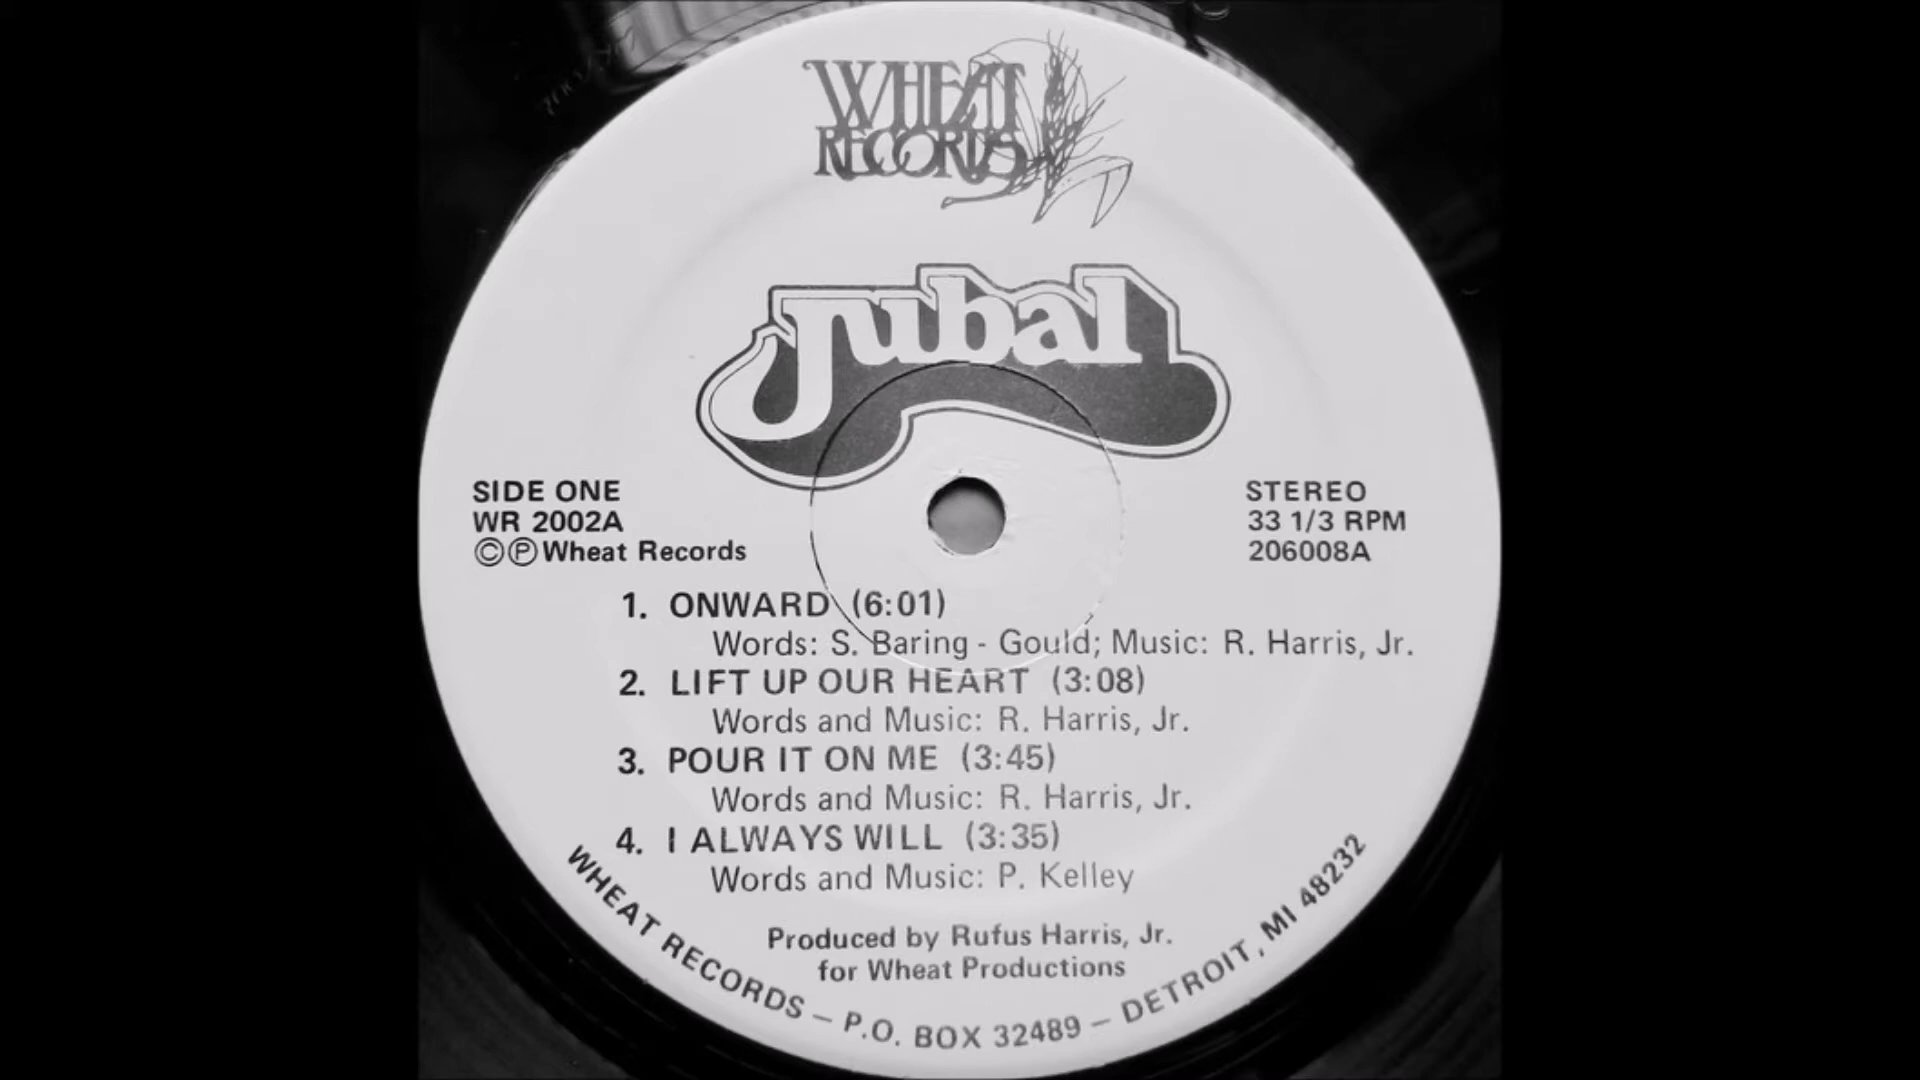 WHEAT
RECORDS
Jubal
SIDE ONE
WR 2002A
©℗ Wheat Records
STEREO
33 1/3 RPM
206008A
1. ONWARD (6:01)
Words: S. Baring - Gould; Music: R. Harris, Jr.
2. LIFT UP OUR HEART (3:08)
Words and Music: R. Harris, Jr.
3. POUR IT ON ME (3:45)
Words and Music: R. Harris, Jr.
4. I ALWAYS WILL (3:35)
Words and Music: P. Kelley
Produced by Rufus Harris, Jr.
for Wheat Productions
WHEAT RECORDS – P.O. BOX 32489 – DETROIT, MI 48232